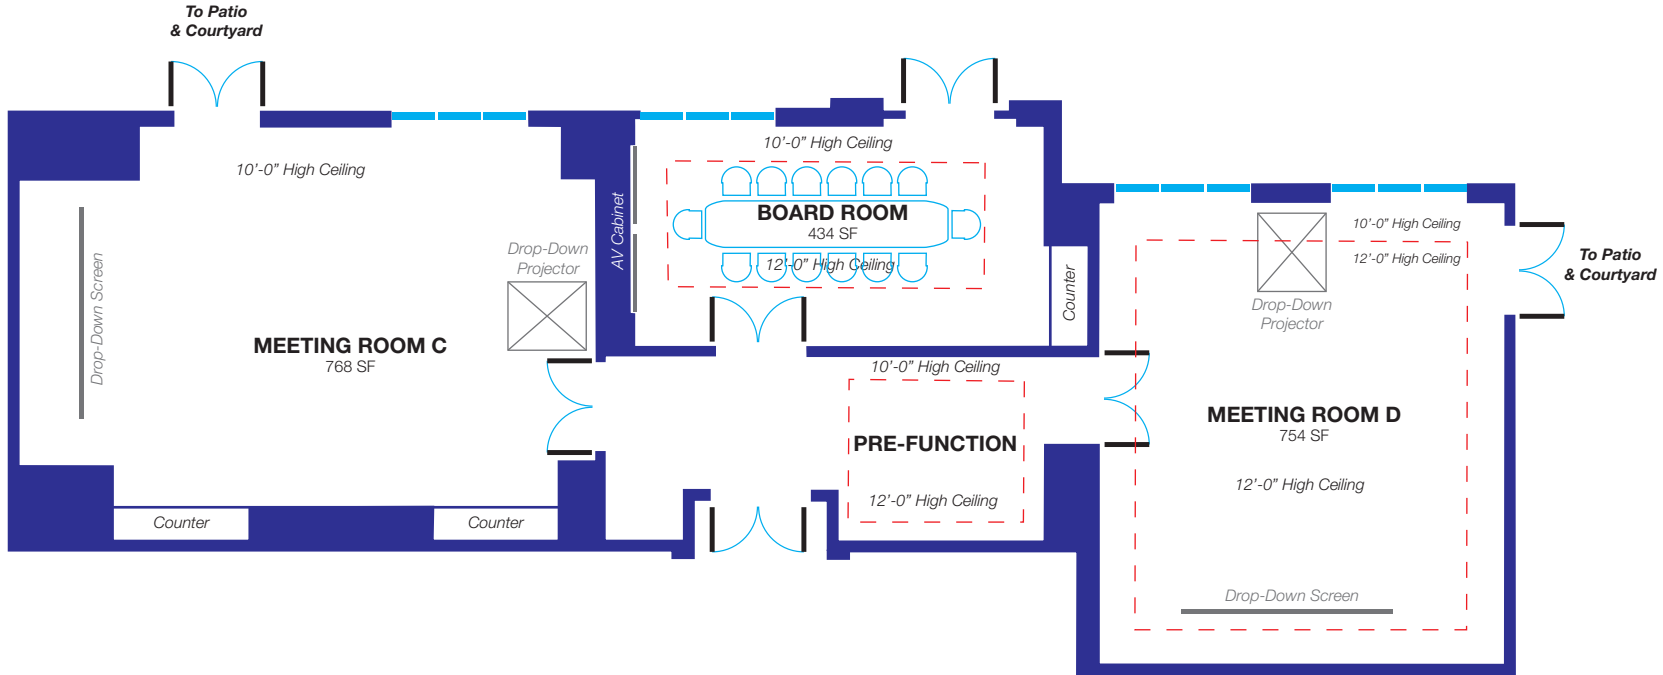 To Patio
& Courtyard
10’-0” High Ceiling
Drop-Down Screen
Drop-Down
Projector
MEETING ROOM C
768 SF
Counter
Counter
AV Cabinet
10’-0” High Ceiling
BOARD ROOM
434 SF
12’-0” High Ceiling
Counter
10’-0” High Ceiling
PRE-FUNCTION
12’-0” High Ceiling
10’-0” High Ceiling
12’-0” High Ceiling
To Patio
& Courtyard
Drop-Down
Projector
MEETING ROOM D
754 SF
12’-0” High Ceiling
Drop-Down Screen